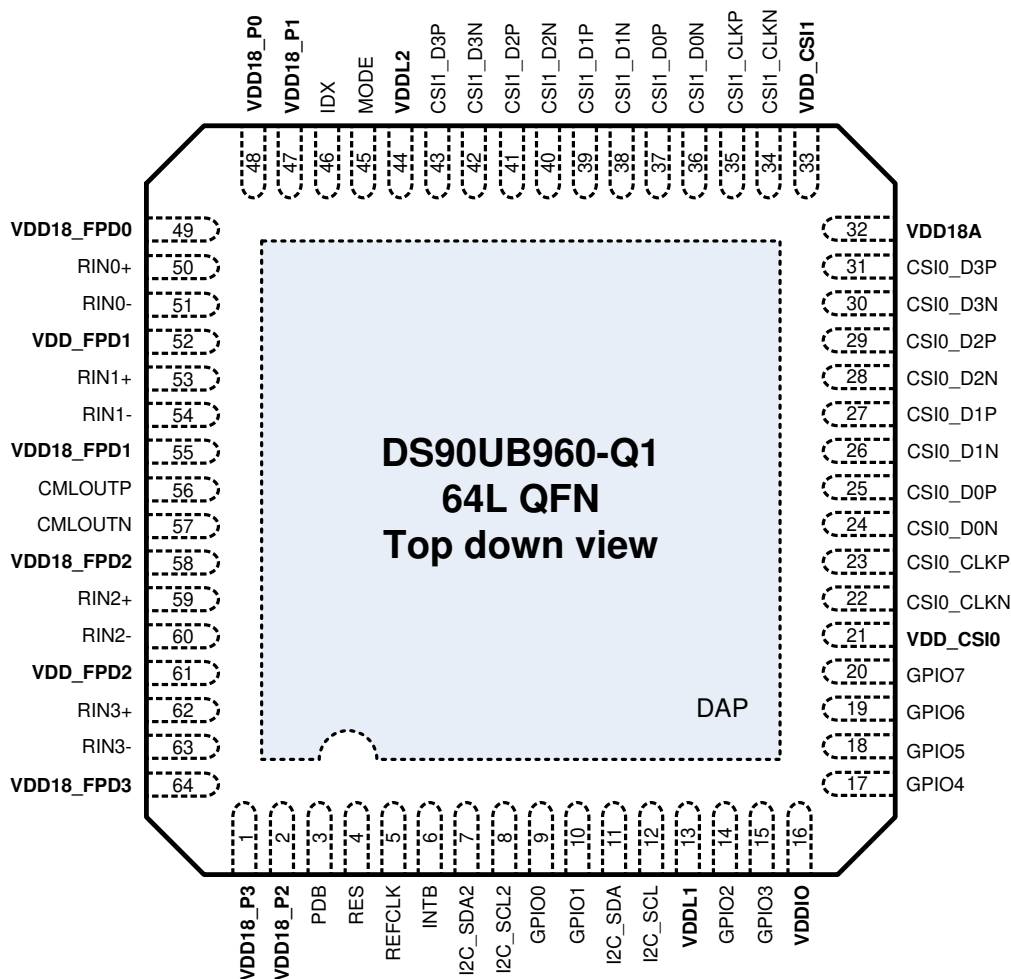 VDD18_P0
VDD18_P1
IDX
MODE
VDDL2
CSI1_D3P
CSI1_D3N
CSI1_D2P
CSI1_D2N
CSI1_D1P
CSI1_D1N
CSI1_D0P
CSI1_D0N
CSI1_CLKP
CSI1_CLKN
VDD_CSI1
48
47
46
45
44
43
42
41
40
39
38
37
36
35
34
33
VDD18_FPD0 49
RIN0+ 50
RIN0- 51
VDD_FPD1 52
RIN1+ 53
RIN1- 54
VDD18_FPD1 55
CMLOUTP 56
CMLOUTN 57
VDD18_FPD2 58
RIN2+ 59
RIN2- 60
VDD_FPD2 61
RIN3+ 62
RIN3- 63
VDD18_FPD3 64
DS90UB960-Q1
64L QFN
Top down view
DAP
32 VDD18A
31 CSI0_D3P
30 CSI0_D3N
29 CSI0_D2P
28 CSI0_D2N
27 CSI0_D1P
26 CSI0_D1N
25 CSI0_D0P
24 CSI0_D0N
23 CSI0_CLKP
22 CSI0_CLKN
21 VDD_CSI0
20 GPIO7
19 GPIO6
18 GPIO5
17 GPIO4
1
2
3
4
5
6
7
8
9
10
11
12
13
14
15
16
VDD18_P3
VDD18_P2
PDB
RES
REFCLK
INTB
I2C_SDA2
I2C_SCL2
GPIO0
GPIO1
I2C_SDA
I2C_SCL
VDDL1
GPIO2
GPIO3
VDDIO